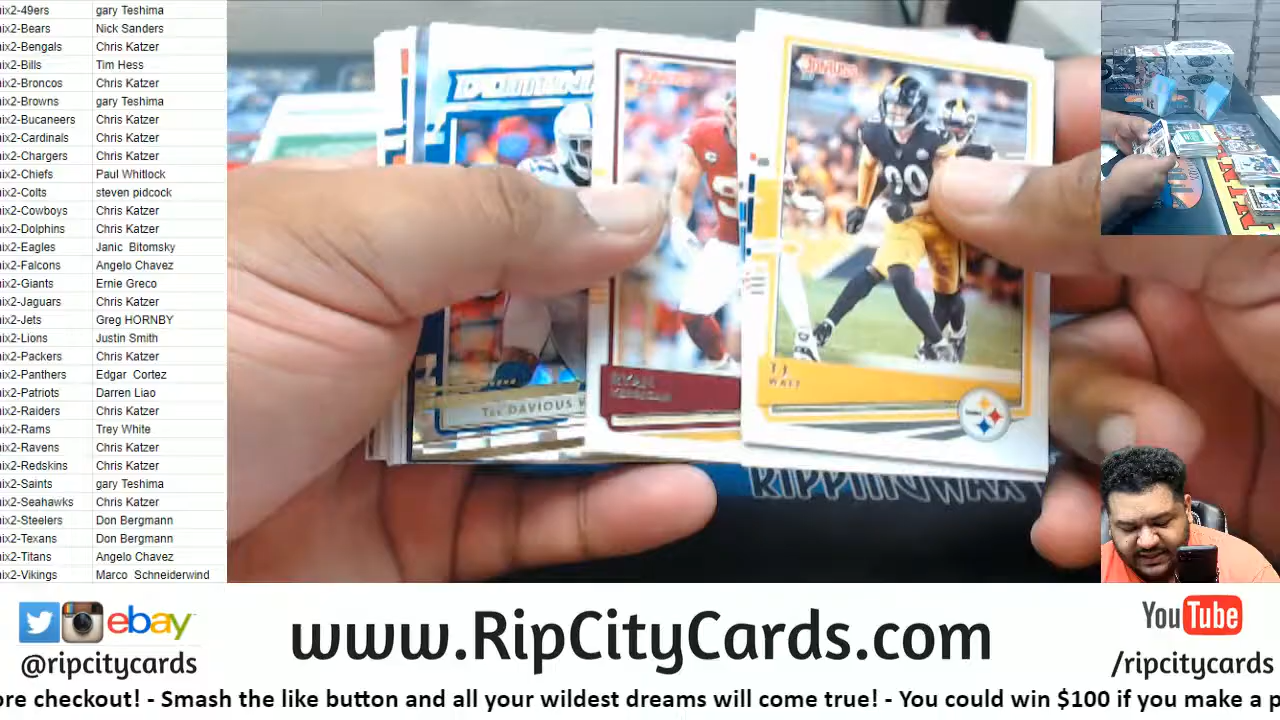 ix2-49ers gary Teshima
ix2-Bears Nick Sanders
ix2-Bengals Chris Katzer
ix2-Bills Tim Hess
ix2-Broncos Chris Katzer
ix2-Browns gary Teshima
ix2-Bucaneers Chris Katzer
ix2-Cardinals Chris Katzer
ix2-Chargers Chris Katzer
ix2-Chiefs Paul Whitlock
ix2-Colts steven pidcock
ix2-Cowboys Chris Katzer
ix2-Dolphins Chris Katzer
ix2-Eagles Janic Bitomsky
ix2-Falcons Angelo Chavez
ix2-Giants Ernie Greco
ix2-Jaguars Chris Katzer
ix2-Jets Greg HORNBY
ix2-Lions Justin Smith
ix2-Packers Chris Katzer
ix2-Panthers Edgar Cortez
ix2-Patriots Darren Liao
ix2-Raiders Chris Katzer
ix2-Rams Trey White
ix2-Ravens Chris Katzer
ix2-Redskins Chris Katzer
ix2-Saints gary Teshima
ix2-Seahawks Chris Katzer
ix2-Steelers Don Bergmann
ix2-Texans Don Bergmann
ix2-Titans Angelo Chavez
ix2-Vikings Marco Schneiderwind
DONRUSS
THE DAVIOUS W
RYAN
KERRIGAN
TJ
WATT
90
RIPPIINWAX
ebay
@ripcitycards
www.RipCityCards.com
YouTube
/ripcitycards
ore checkout! - Smash the like button and all your wildest dreams will come true! - You could win $100 if you make a p